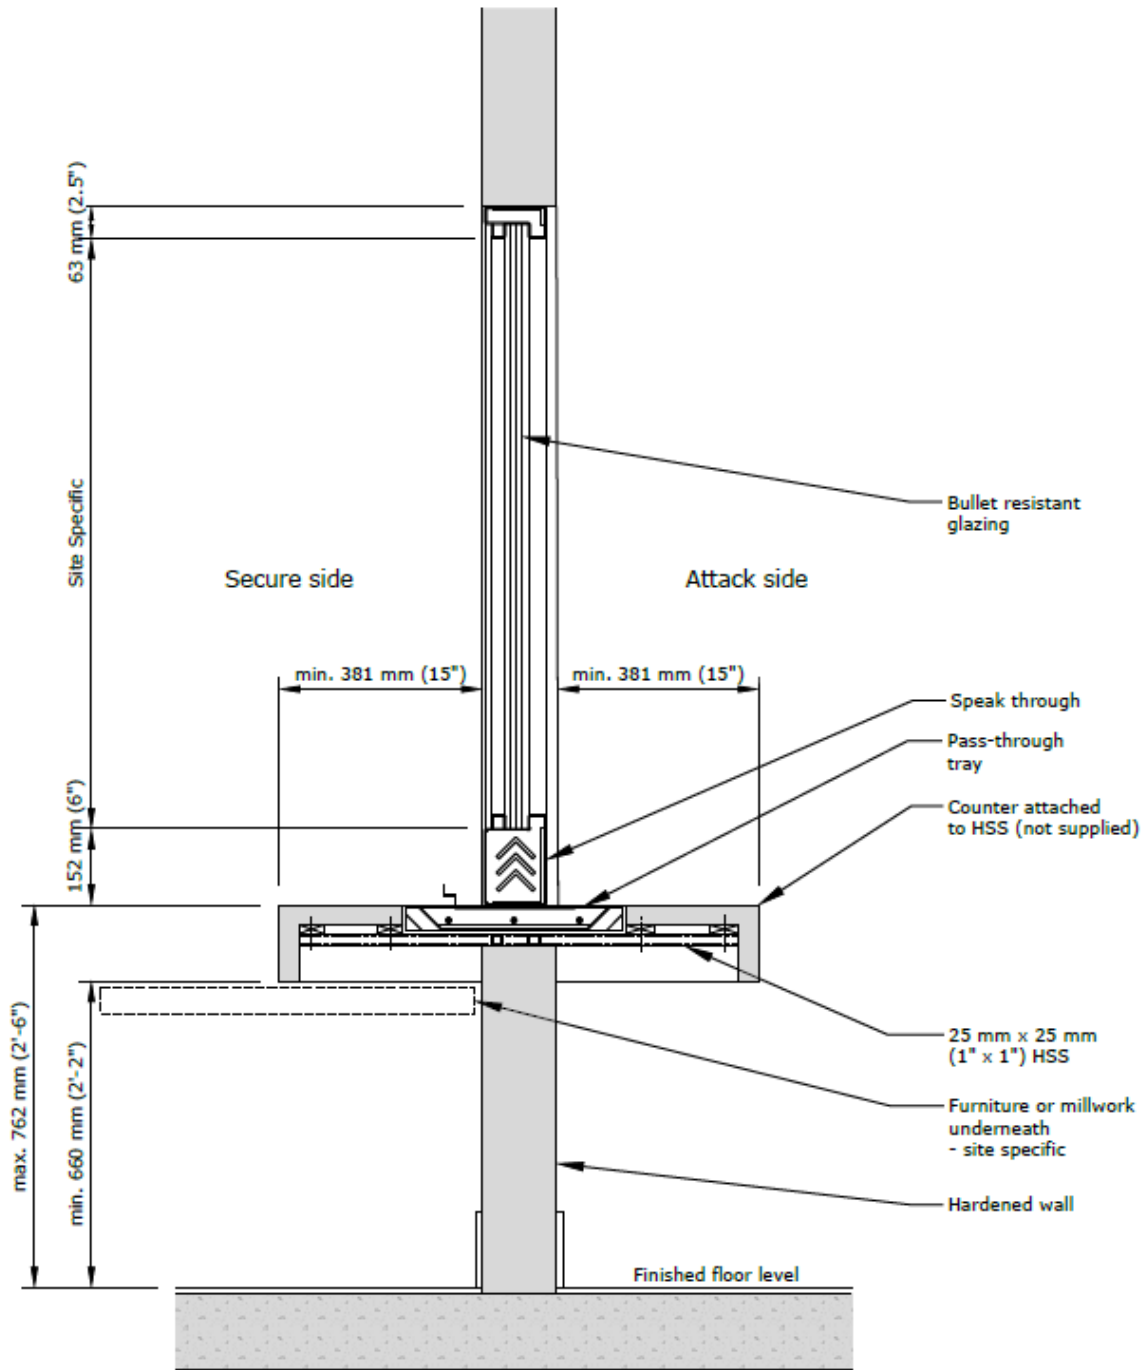 63 mm (2.5")
Site Specific
Bullet resistant
glazing
Secure side
Attack side
min. 381 mm (15")
min. 381 mm (15")
Speak through
Pass-through
tray
152 mm (6")
Counter attached
to HSS (not supplied)
max. 762 mm (2'-6")
min. 660 mm (2'-2")
25 mm x 25 mm
(1" x 1") HSS
Furniture or millwork
underneath
- site specific
Hardened wall
Finished floor level